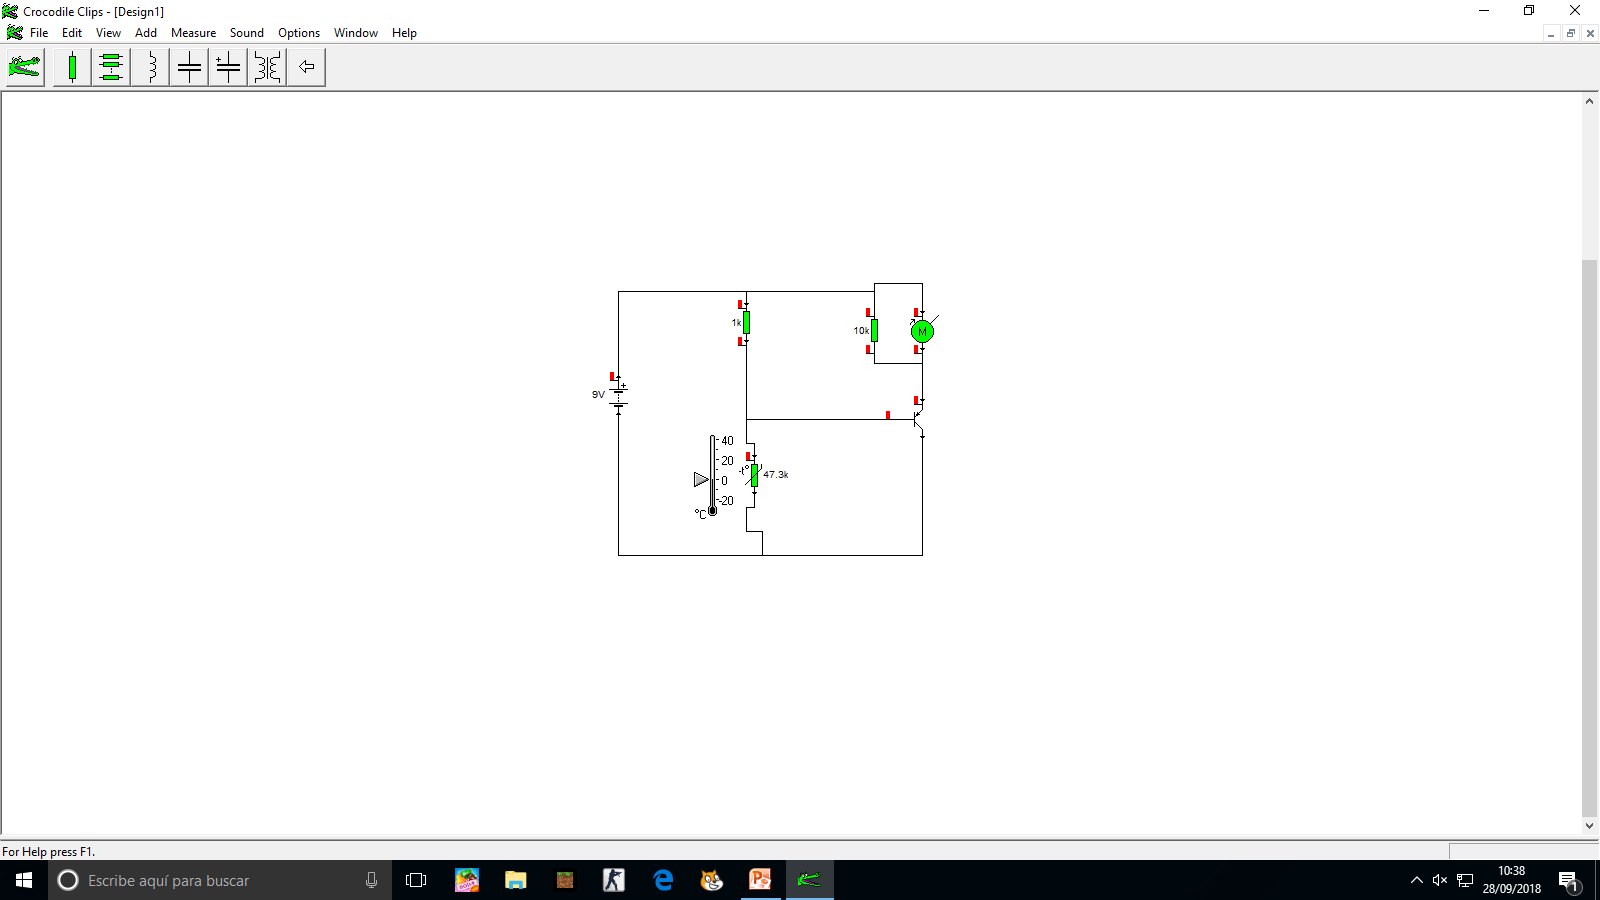 Crocodile Clips - [Design1]
File Edit View Add Measure Sound Options Window Help
1k
10k
M
9V
+
40
20
0
-20
°C
-t°
47.3k
For Help press F1.
Escribe aquí para buscar
10:38
28/09/2018
1